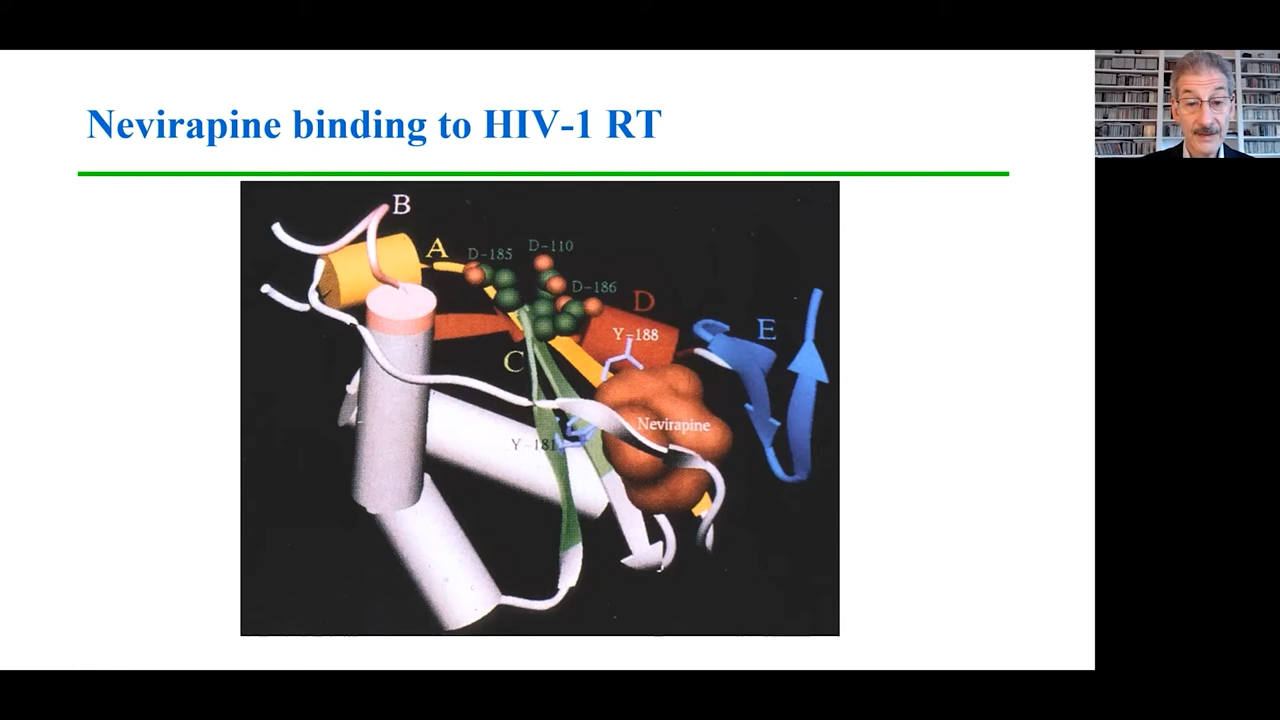 Nevirapine binding to HIV-1 RT
B
A
D-185
D-110
D-186
D
Y-188
E
C
Nevirapine
Y-181